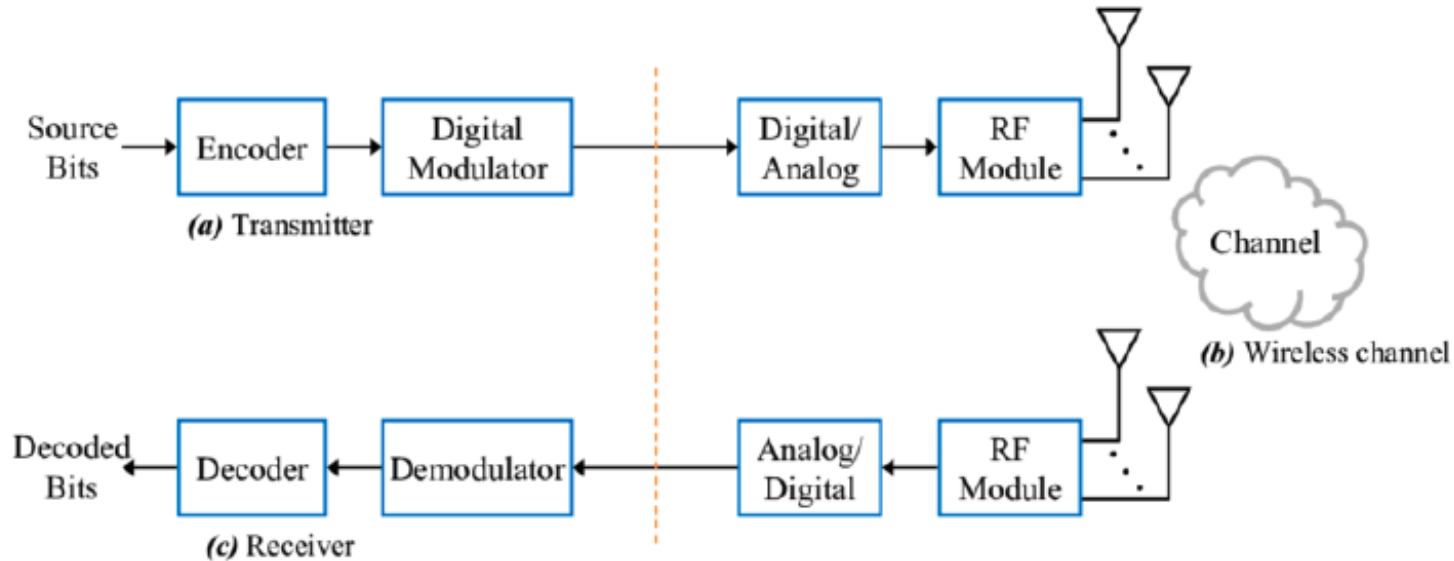 Source
Bits
Encoder
Digital
Modulator
Digital/
Analog
RF
Module
(a) Transmitter
Channel
(b) Wireless channel
Decoded
Bits
Decoder
Demodulator
Analog/
Digital
RF
Module
(c) Receiver